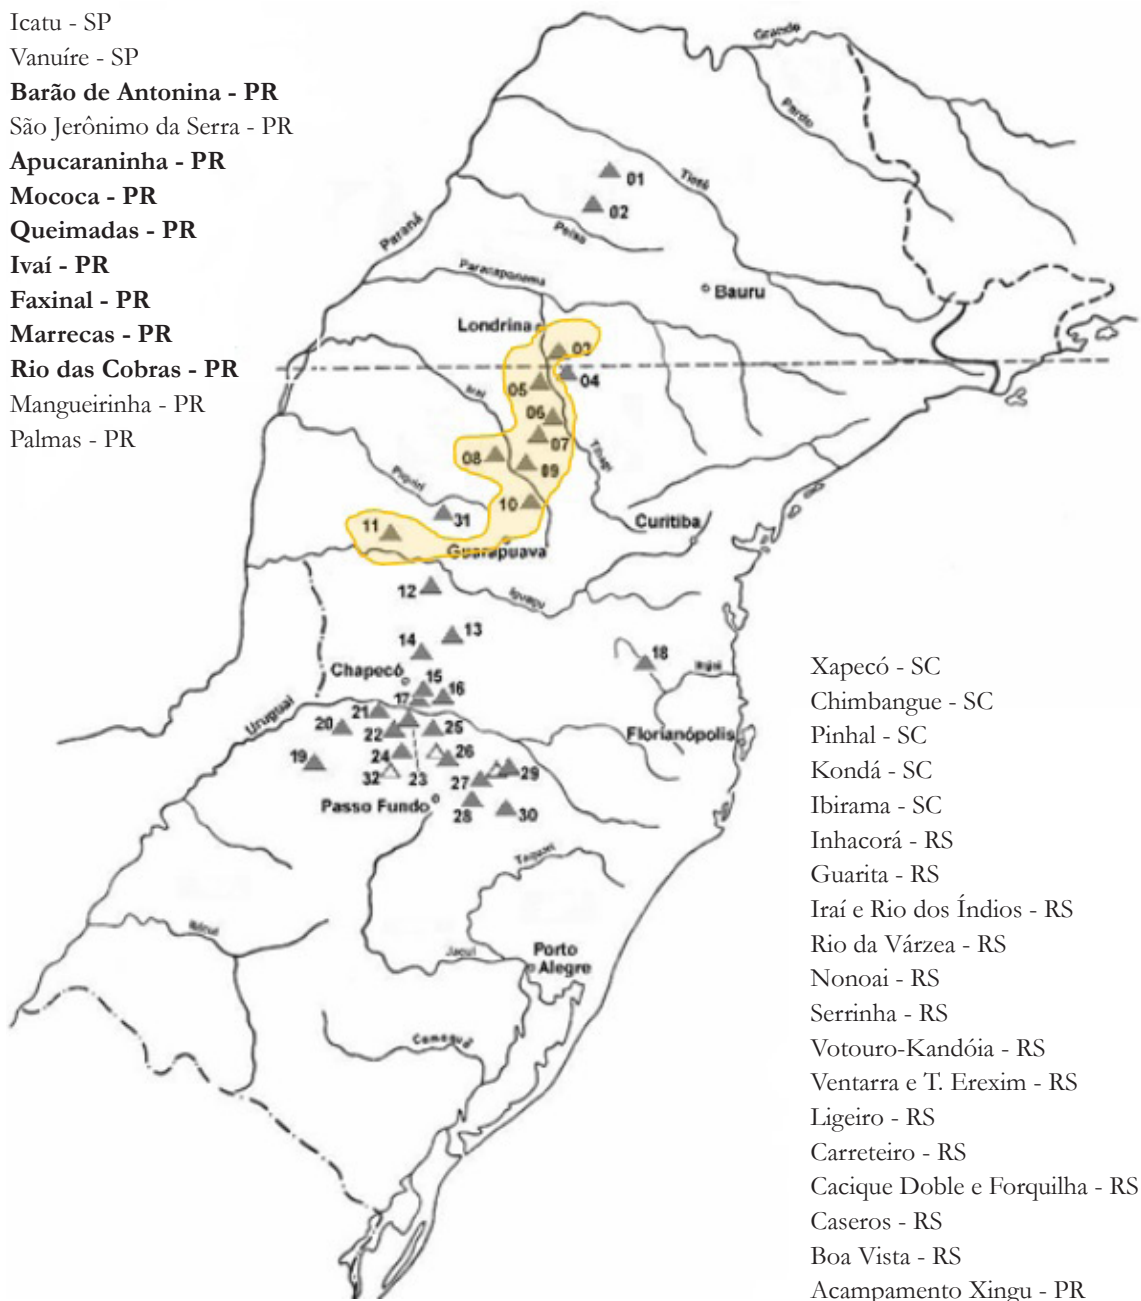 Icatu - SP
Vanuíre - SP
Barão de Antonina - PR
São Jerônimo da Serra - PR
Apucaraninha - PR
Mococa - PR
Queimadas - PR
Ivaí - PR
Faxinal - PR
Marrecas - PR
Rio das Cobras - PR
Mangueirinha - PR
Palmas - PR
Grande
Pardo
01
Tietê
02
Peixe
Paraná
Paranapanema
Bauru
Londrina
03
04
05
Ivaí
06
07
Tibagi
08
09
Piquiri
10
31
11
Curitiba
Guarapuava
12
Iguaçu
13
14
18
Chapecó
15
Itajaí
16
17
21
Uruguai
20
22
25
Florianópolis
19
24
26
32
23
27
29
Passo Fundo
28
30
Taquari
Ibicuí
Jacuí
Porto
Alegre
Camaquã
Xapecó - SC
Chimbangue - SC
Pinhal - SC
Kondá - SC
Ibirama - SC
Inhacorá - RS
Guarita - RS
Iraí e Rio dos Índios - RS
Rio da Várzea - RS
Nonoai - RS
Serrinha - RS
Votouro-Kandóia - RS
Ventarra e T. Erexim - RS
Ligeiro - RS
Carreteiro - RS
Cacique Doble e Forquilha - RS
Caseros - RS
Boa Vista - RS
Acampamento Xingu - PR